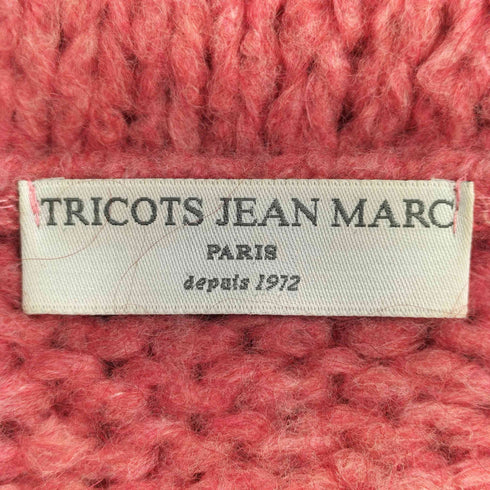 TRICOTS JEAN MARC
PARIS
depuis 1972